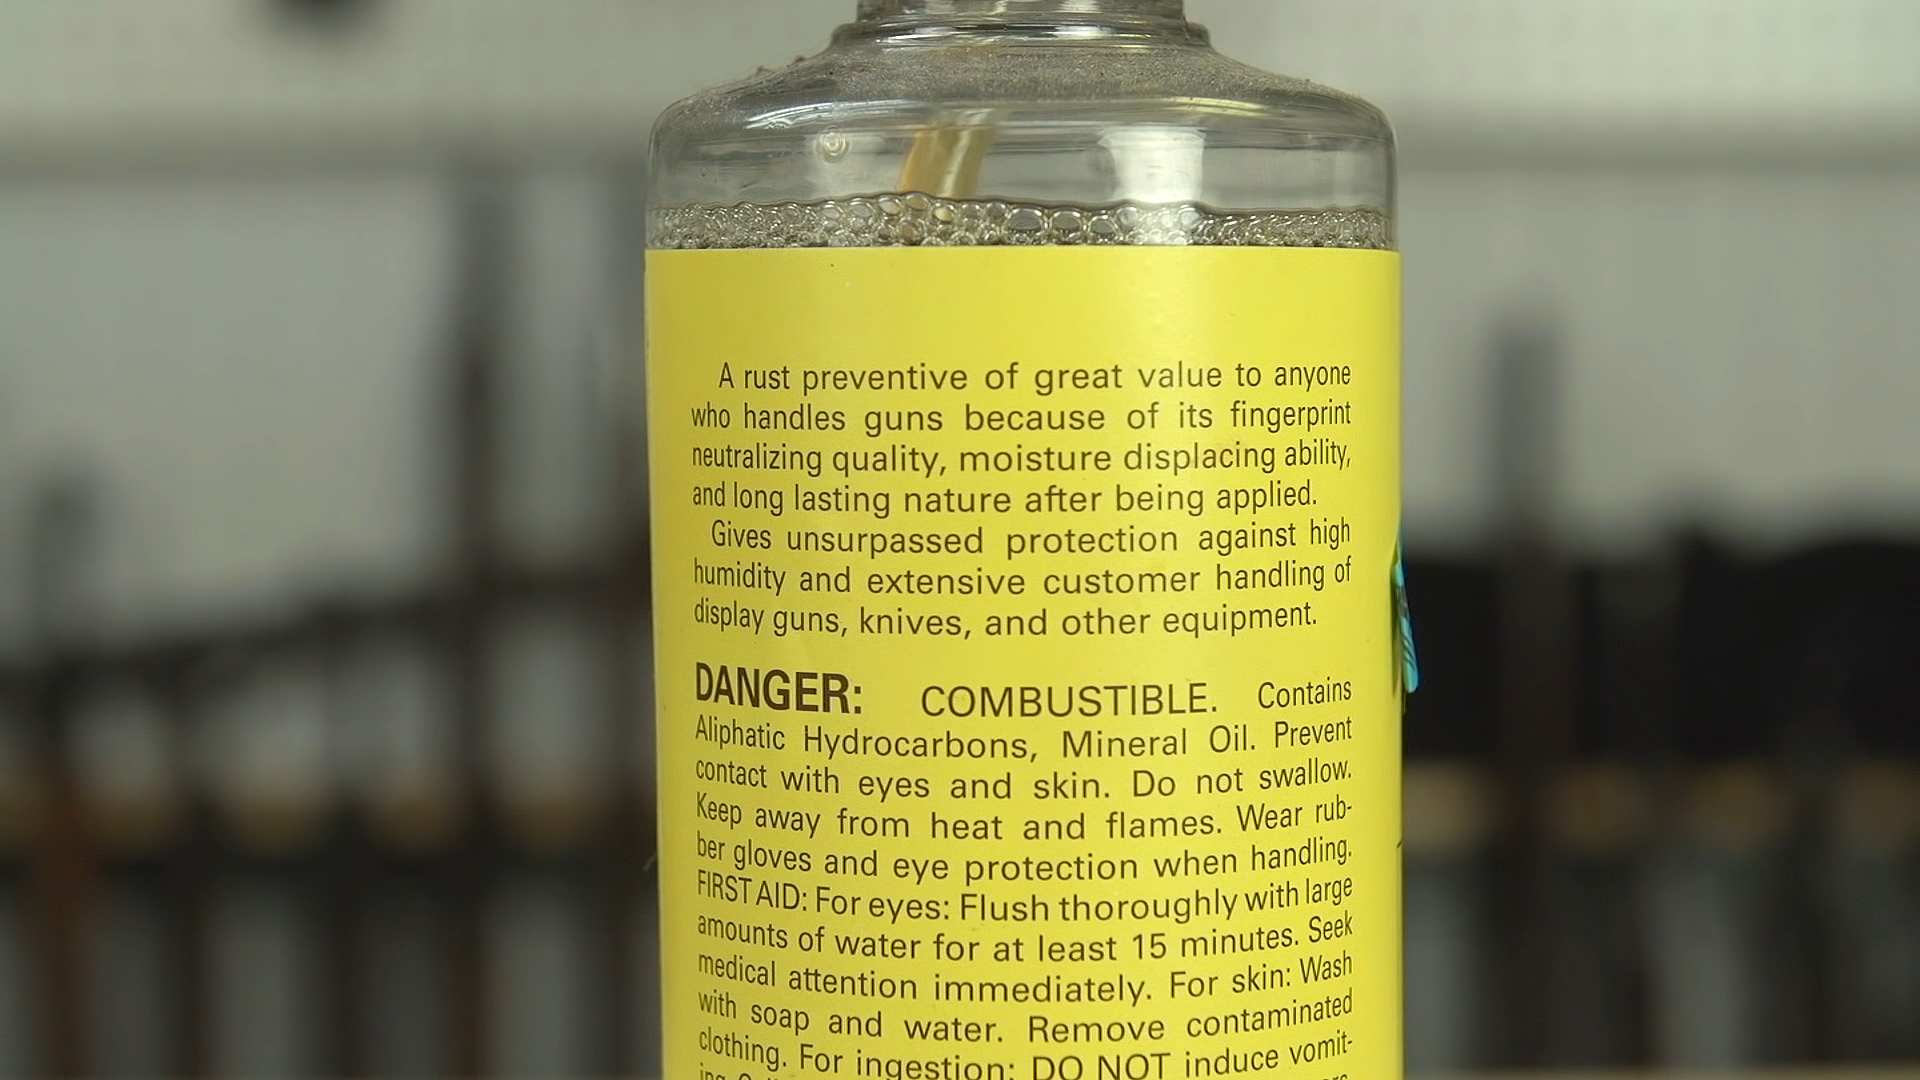 A rust preventive of great value to anyone
who handles guns because of its fingerprint
neutralizing quality, moisture displacing ability,
and long lasting nature after being applied.
Gives unsurpassed protection against high
humidity and extensive customer handling of
display guns, knives, and other equipment.
DANGER: COMBUSTIBLE. Contains
Aliphatic Hydrocarbons, Mineral Oil. Prevent
contact with eyes and skin. Do not swallow.
Keep away from heat and flames. Wear rub-
ber gloves and eye protection when handling.
FIRST AID: For eyes: Flush thoroughly with large
amounts of water for at least 15 minutes. Seek
medical attention immediately. For skin: Wash
with soap and water. Remove contaminated
clothing. For ingestion: DO NOT induce vomit-